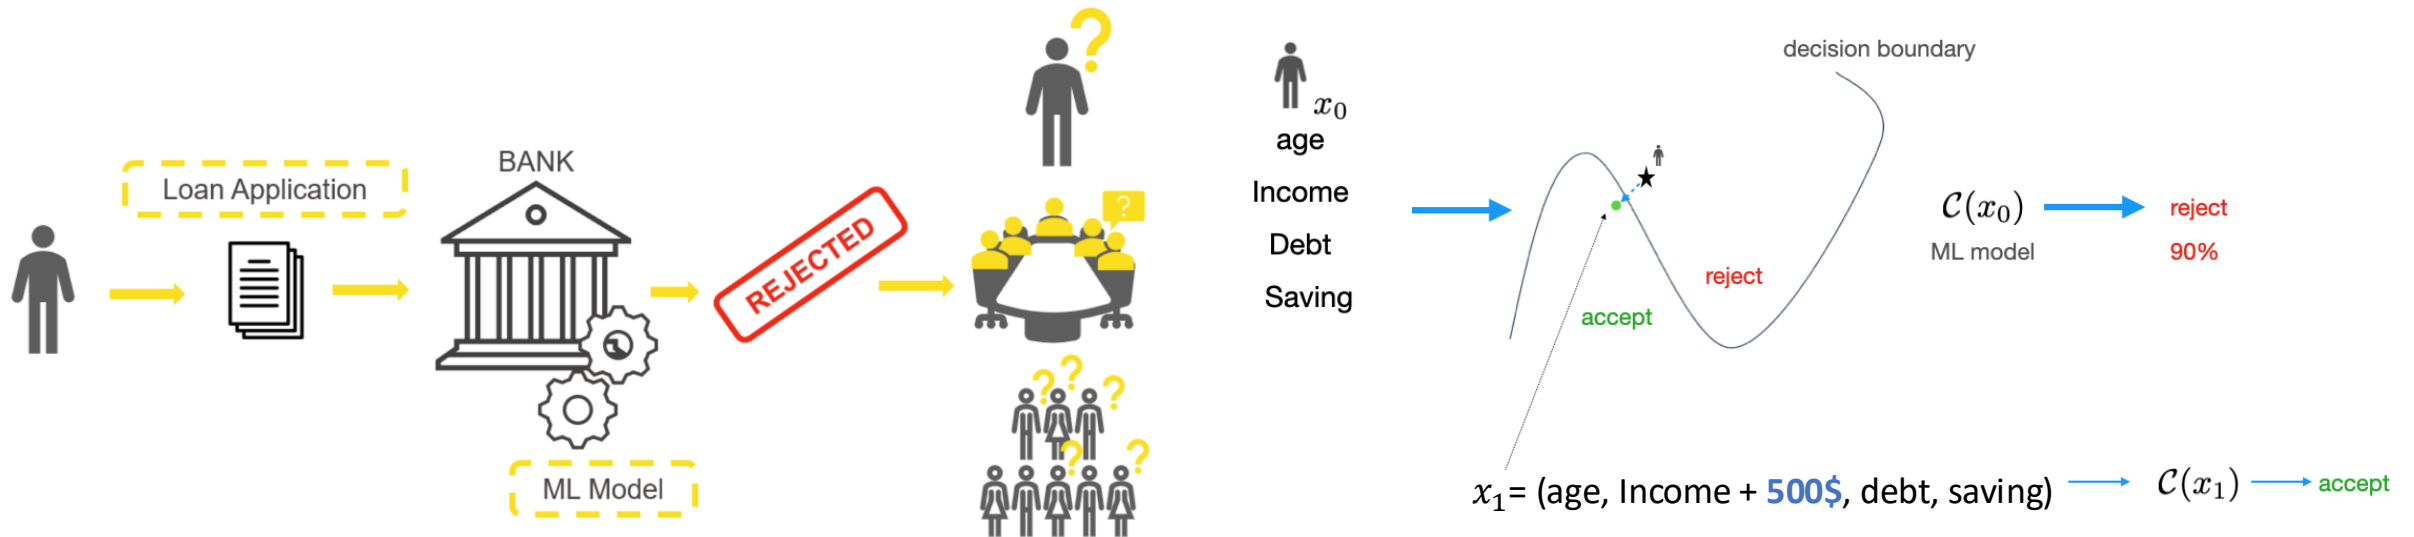 ?
Loan Application
BANK
REJECTED
?
? ? ?
? ?
ML Model
x₀
age
Income
Debt
Saving
decision boundary
reject
accept
C(x₀)
ML model
reject
90%
x₁= (age, Income + 500$, debt, saving)
C(x₁)
accept